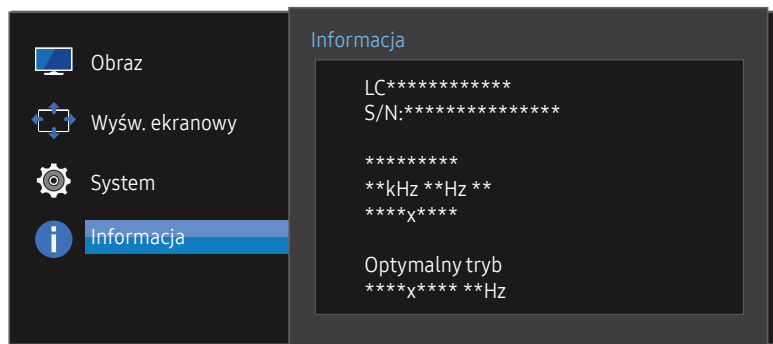 Obraz
Wyśw. ekranowy
System
Informacja
Informacja
LC************
S/N:***************
*********
**kHz **Hz **
****x****
Optymalny tryb
****x**** **Hz